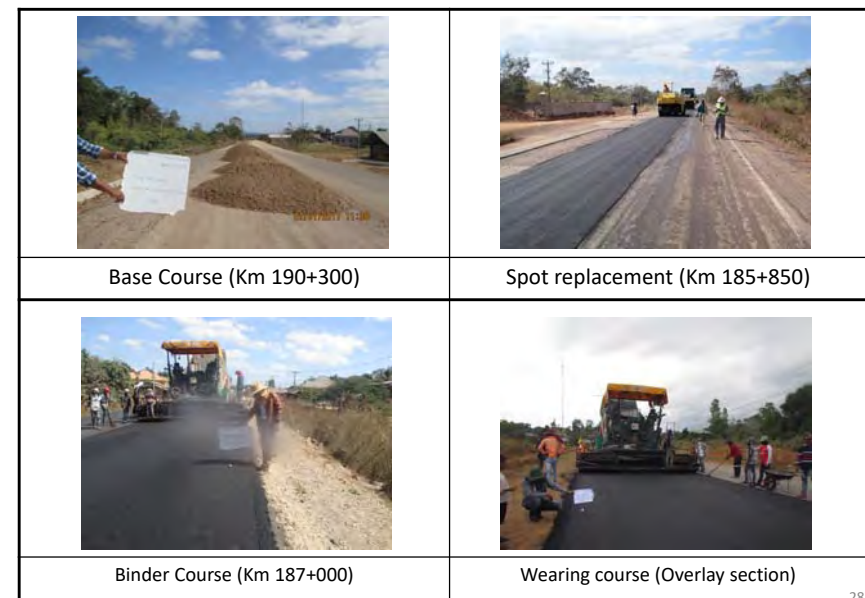 Base Course (Km 190+300)
Spot replacement (Km 185+850)
Binder Course (Km 187+000)
Wearing course (Overlay section)
28